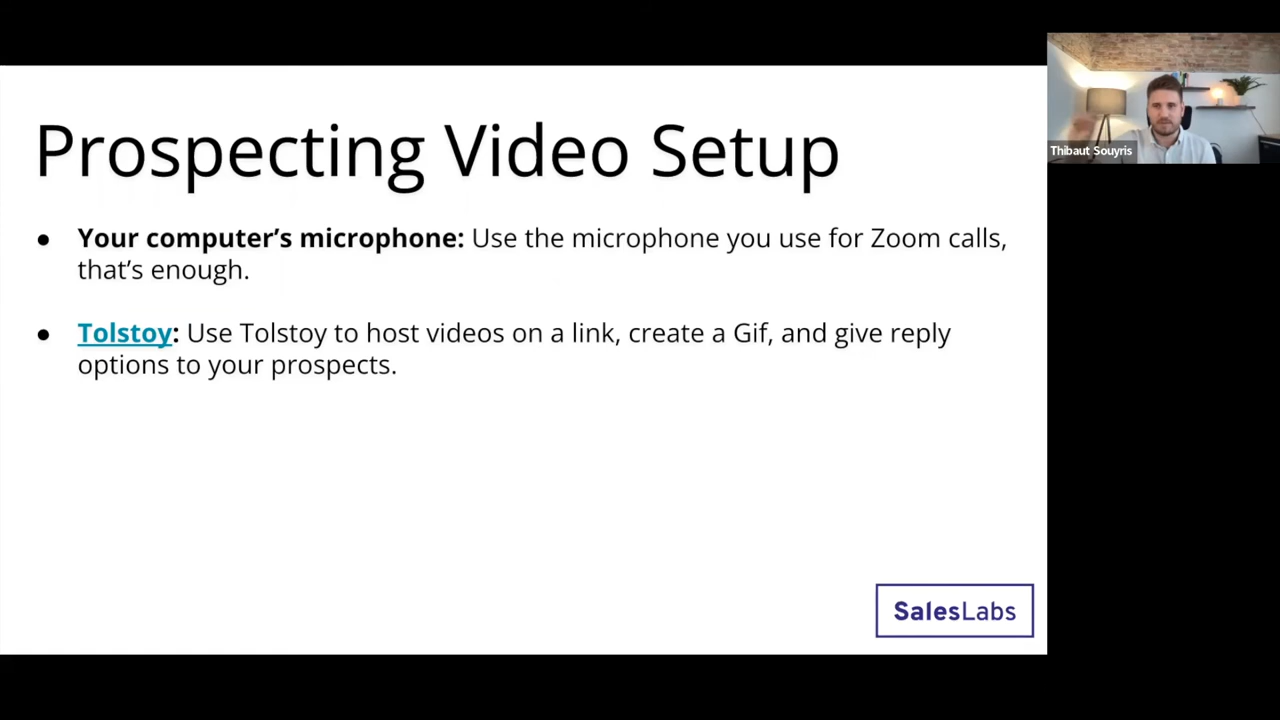 Prospecting Video Setup
● Your computer’s microphone: Use the microphone you use for Zoom calls,
that’s enough.
● Tolstoy: Use Tolstoy to host videos on a link, create a Gif, and give reply
options to your prospects.
SalesLabs
Thibaut Souyris